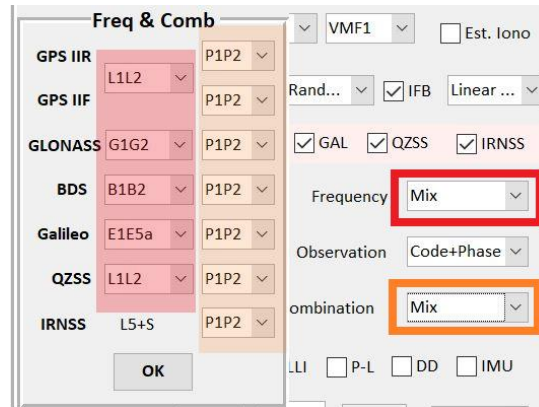 Freq & Comb
GPS IIR
L1L2
P1P2
GPS IIF
P1P2
GLONASS G1G2 P1P2
BDS B1B2 P1P2
Galileo E1E5a P1P2
QZSS L1L2 P1P2
IRNSS L5+S P1P2
OK
VMF1 Est. Iono
Rand... IFB Linear ...
GAL QZSS IRNSS
Frequency Mix
Observation Code+Phase
ombination Mix
LLI P-L DD IMU